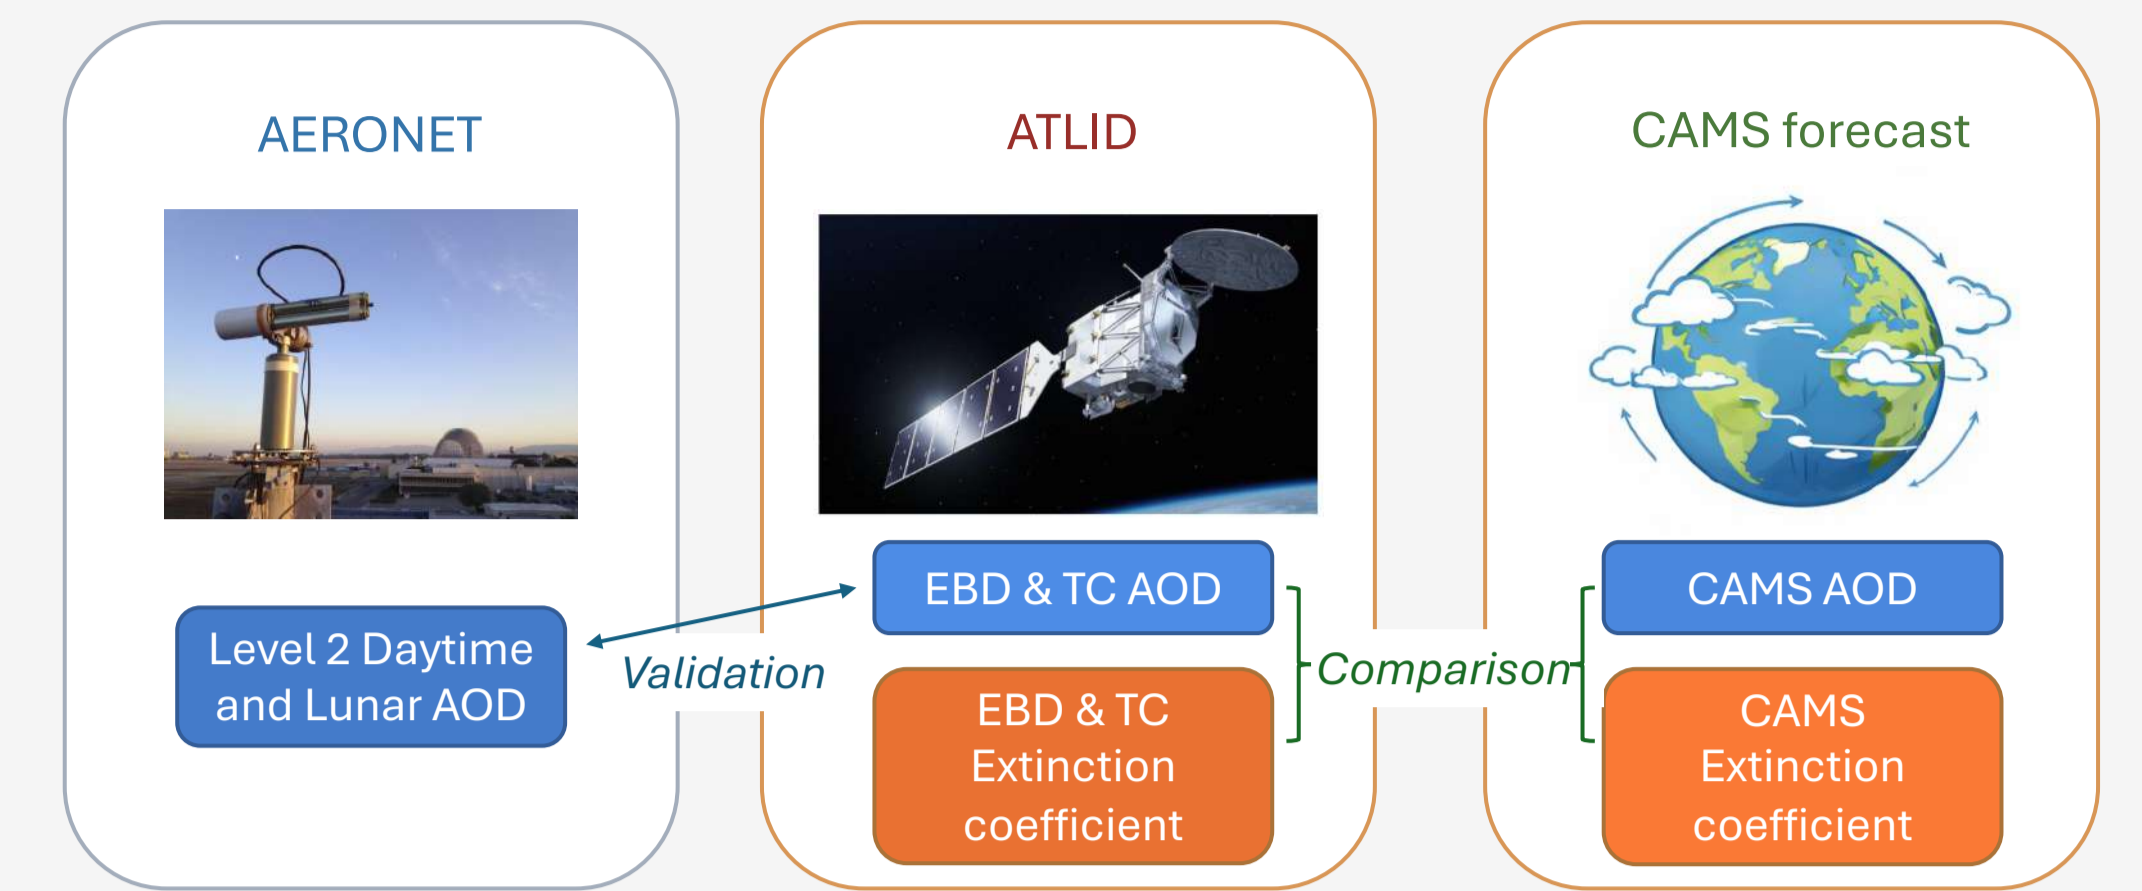 AERONET
Level 2 Daytime
and Lunar AOD
Validation
ATLID
EBD & TC AOD
EBD & TC
Extinction
coefficient
Comparison
CAMS forecast
CAMS AOD
CAMS
Extinction
coefficient